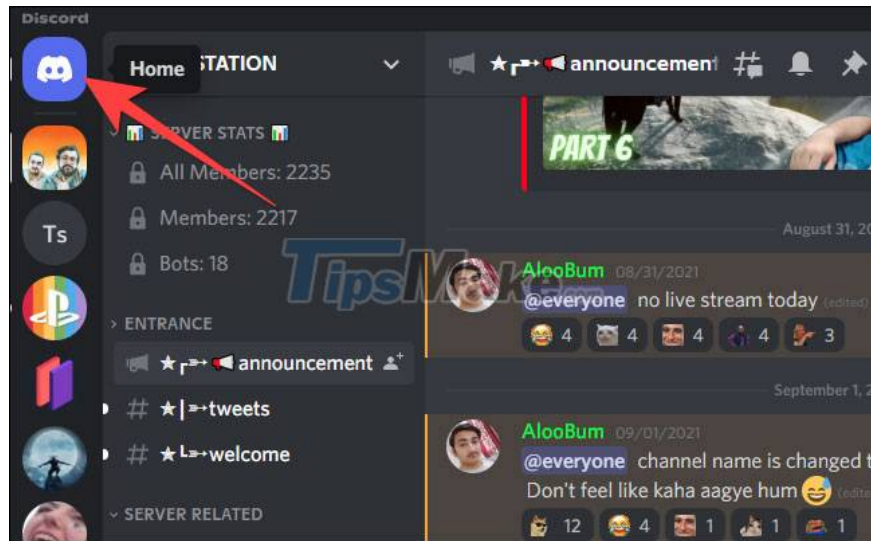 Discord
Home
STATION
★┌➳📢announcement
📊 SERVER STATS 📊
All Members: 2235
Members: 2217
Bots: 18
ENTRANCE
★┌➳📢announcement
★|➳tweets
★└➳welcome
SERVER RELATED
Ts
PART 6
August 31, 20
AlooBum 08/31/2021
@everyone no live stream today (edited)
😂 4 4 4 4 3
September 1, 2
AlooBum 09/01/2021
@everyone channel name is changed t
Don't feel like kaha aagye hum 😅 (edite
12 😂 4 1 1 1
TipsMake.com